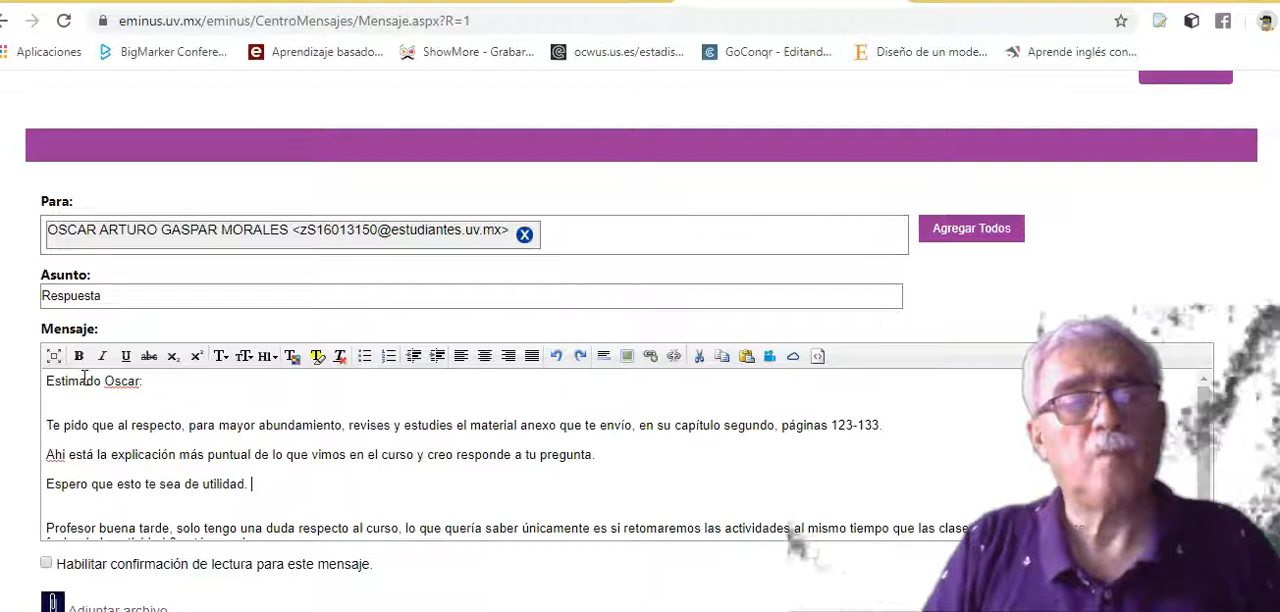 eminus.uv.mx/eminus/CentroMensajes/Mensaje.aspx?R=1
Aplicaciones BigMarker Confere... Aprendizaje basado... ShowMore - Grabar... ocwus.us.es/estadis... GoConqr - Editand... Diseño de un mode... Aprende inglés con...
Para:
OSCAR ARTURO GASPAR MORALES <zS16013150@estudiantes.uv.mx> X
Agregar Todos
Asunto:
Respuesta
Mensaje:
Estimado Oscar:
Te pido que al respecto, para mayor abundamiento, revises y estudies el material anexo que te envío, en su capítulo segundo, páginas 123-133.
Ahi está la explicación más puntual de lo que vimos en el curso y creo responde a tu pregunta.
Espero que esto te sea de utilidad.
Profesor buena tarde, solo tengo una duda respecto al curso, lo que quería saber únicamente es si retomaremos las actividades al mismo tiempo que las clase
Habilitar confirmación de lectura para este mensaje.
Adjuntar archivo